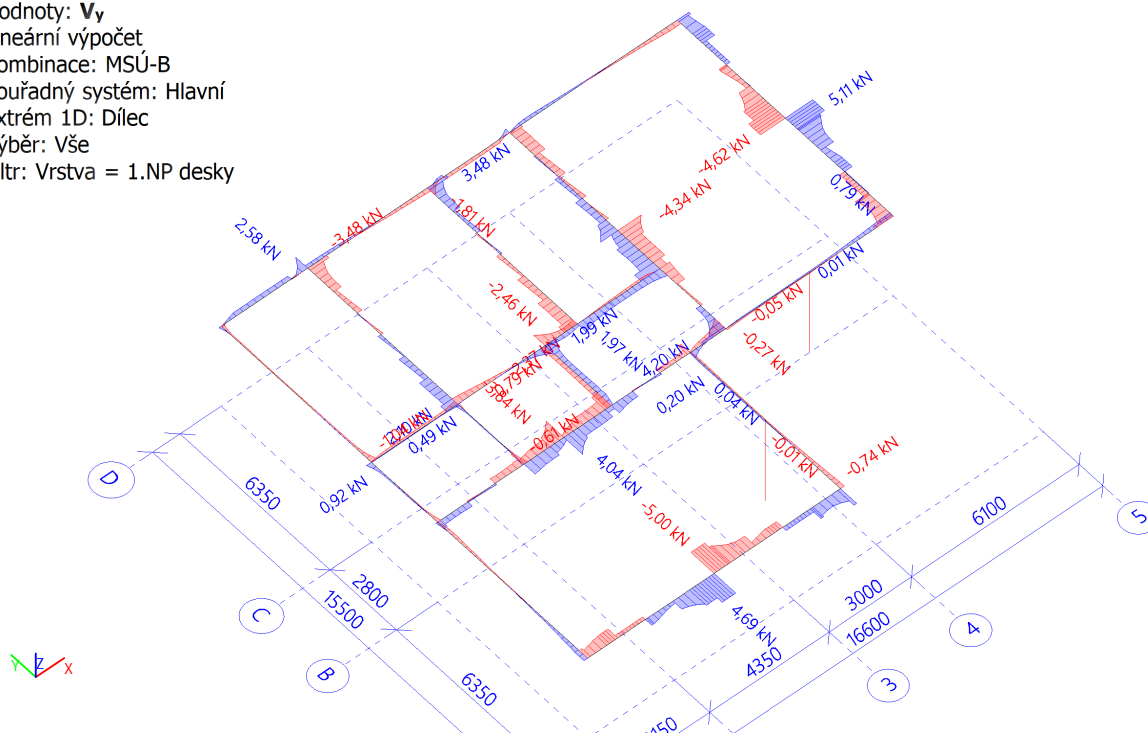 odnoty: Vy
neární výpočet
ombinace: MSÚ-B
ouřadný systém: Hlavní
xtrém 1D: Dílec
ýběr: Vše
ltr: Vrstva = 1.NP desky
5,11 kN
-4,62 kN
3,48 kN
-4,34 kN
0,79 kN
-1,81 kN
-3,48 kN
2,58 kN
0,01 kN
-0,05 kN
-2,46 kN
1,99 kN
1,97 kN
-0,27 kN
4,20 kN
0,20 kN
0,04 kN
0,49 kN
-0,61 kN
-0,01 kN
-0,74 kN
0,92 kN
4,04 kN
-5,00 kN
4,69 kN
D
C
B
6350
2800
15500
6350
150
4350
3000
16600
6100
3
4
5
Y
Z
X